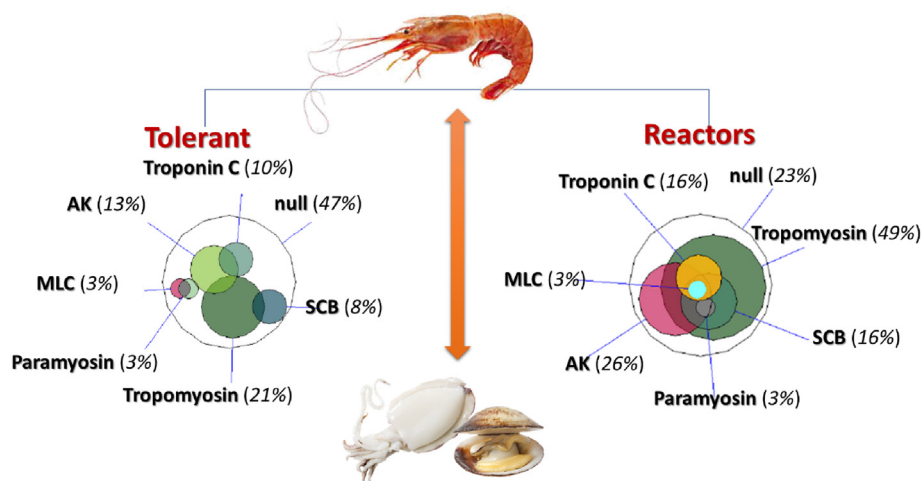 Tolerant
Troponin C (10%)
AK (13%)
null (47%)
MLC (3%)
SCB (8%)
Paramyosin (3%)
Tropomyosin (21%)
Reactors
Troponin C (16%)
null (23%)
Tropomyosin (49%)
MLC (3%)
SCB (16%)
AK (26%)
Paramyosin (3%)